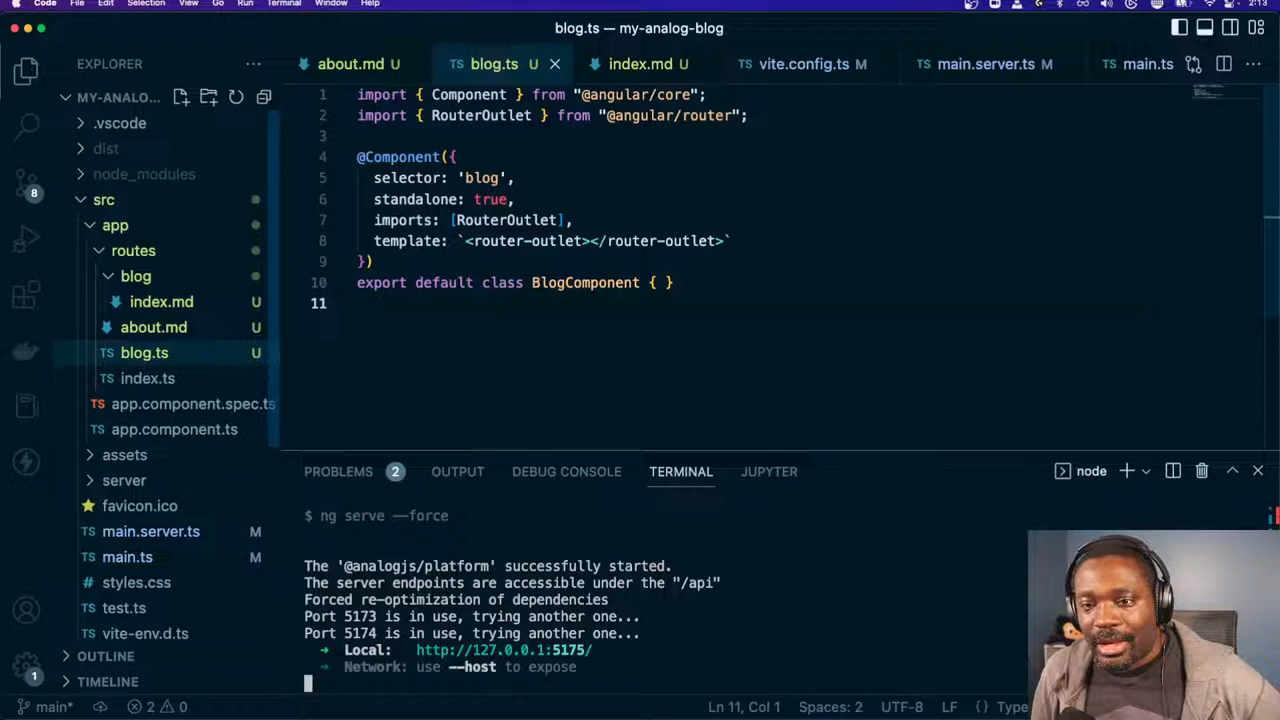 Code File Edit Selection View Go Run Terminal Window Help 2:13
blog.ts — my-analog-blog
EXPLORER
about.md U
blog.ts U
index.md U
vite.config.ts M
main.server.ts M
main.ts
MY-ANALO...
.vscode
dist
node_modules
src
app
routes
blog
index.md U
about.md U
blog.ts U
index.ts
app.component.spec.ts
app.component.ts
assets
server
favicon.ico
main.server.ts M
main.ts M
styles.css
test.ts
vite-env.d.ts
OUTLINE
TIMELINE
8
1
1 import { Component } from "@angular/core";
2 import { RouterOutlet } from "@angular/router";
3
4 @Component({
5 selector: 'blog',
6 standalone: true,
7 imports: [RouterOutlet],
8 template: `<router-outlet></router-outlet>`
9 })
10 export default class BlogComponent { }
11
PROBLEMS 2 OUTPUT DEBUG CONSOLE TERMINAL JUPYTER
node
$ ng serve --force
The '@analogjs/platform' successfully started.
The server endpoints are accessible under the "/api"
Forced re-optimization of dependencies
Port 5173 is in use, trying another one...
Port 5174 is in use, trying another one...
➜ Local: http://127.0.0.1:5175/
➜ Network: use --host to expose
main* 2 0 Ln 11, Col 1 Spaces: 2 UTF-8 LF {} Type